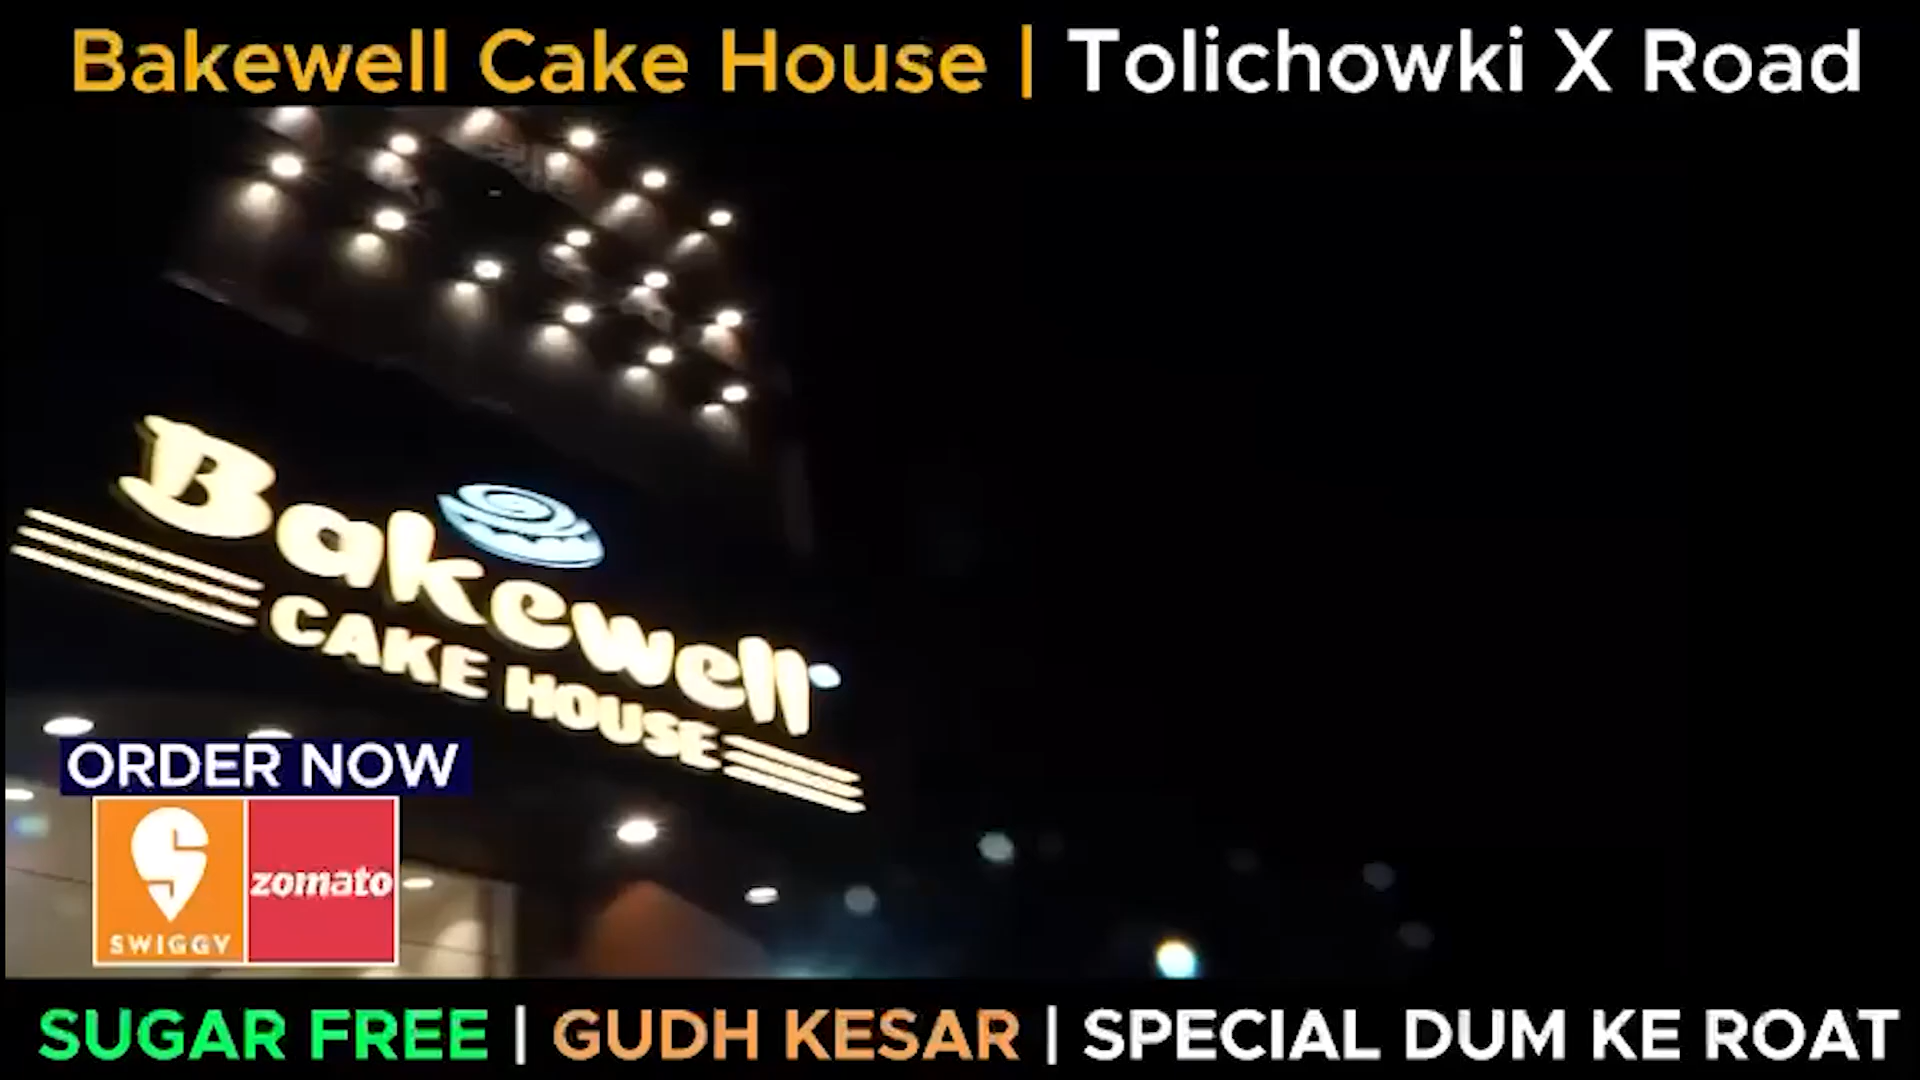 Bakewell Cake House | Tolichowki X Road
Bakewell
CAKE HOUSE
ORDER NOW
SWIGGY
zomato
SUGAR FREE | GUDH KESAR | SPECIAL DUM KE ROAT